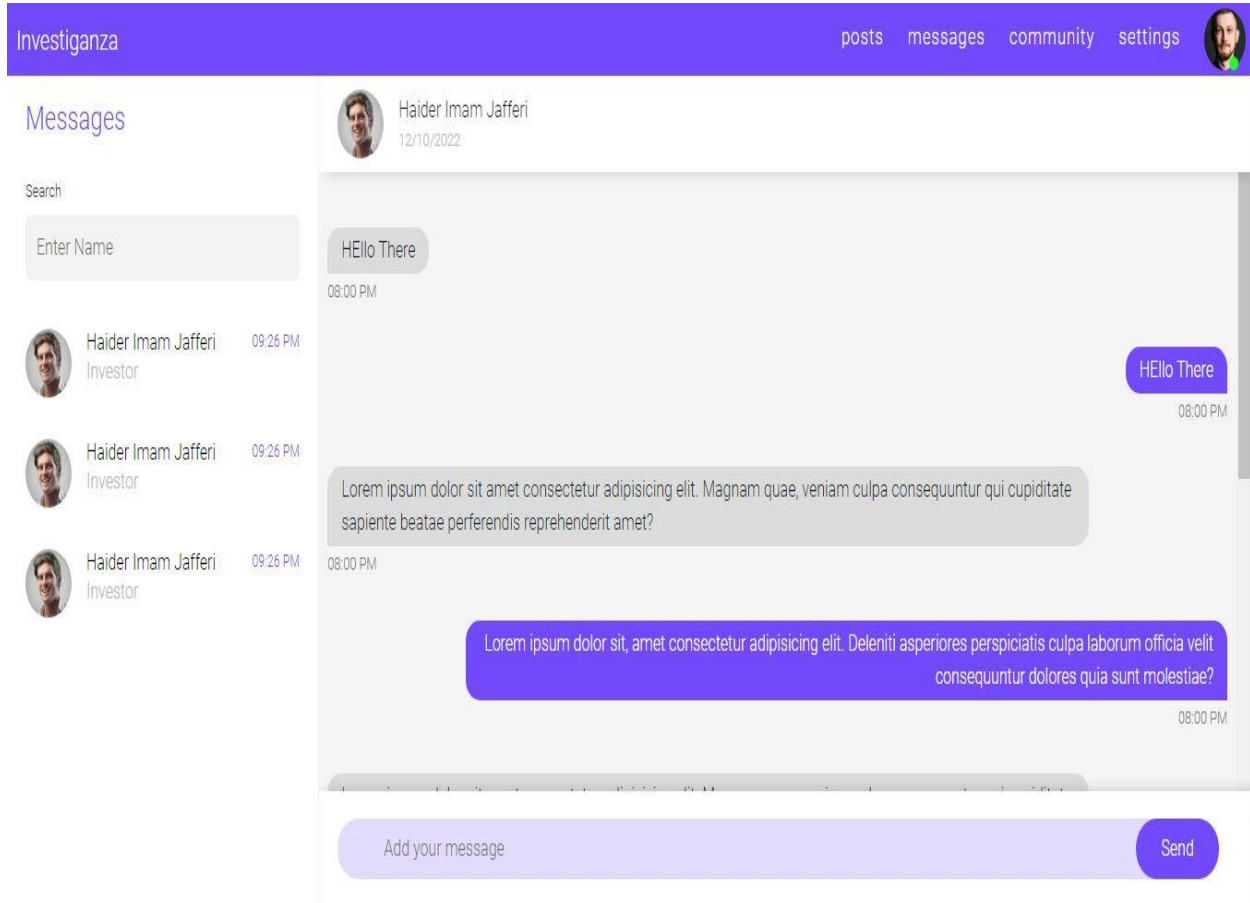 Investiganza
posts messages community settings
Messages
Search
Enter Name
Haider Imam Jafferi 09:26 PM
Investor
Haider Imam Jafferi 09:26 PM
Investor
Haider Imam Jafferi 09:26 PM
Investor
Haider Imam Jafferi
12/10/2022
HEllo There
08:00 PM
HEllo There
08:00 PM
Lorem ipsum dolor sit amet consectetur adipisicing elit. Magnam quae, veniam culpa consequuntur qui cupiditate
sapiente beatae perferendis reprehenderit amet?
08:00 PM
Lorem ipsum dolor sit, amet consectetur adipisicing elit. Deleniti asperiores perspiciatis culpa laborum officia velit
consequuntur dolores quia sunt molestiae?
08:00 PM
Add your message
Send